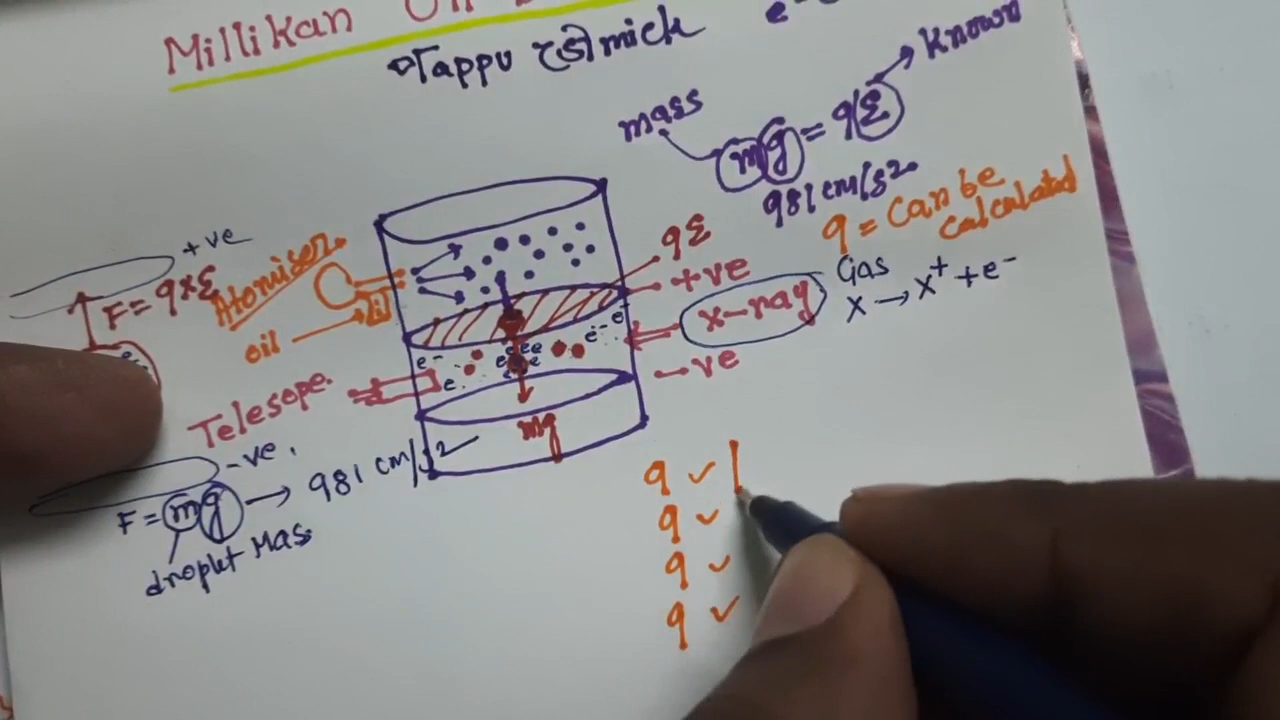 Millikan Oil
Tappu
mass
mg = qE
Known
981 cm/s²
q = can be
calculated
+ve
F = q×E
Atomiser
oil
qE
+ve
x-ray
Gas
X → X⁺ + e⁻
-ve
e⁻ e⁻
e⁻
e
e e e
Telesope.
mg
-ve.
F = mg → 981 cm/s²
droplet Mas
q ✓
q ✓
q ✓
q ✓